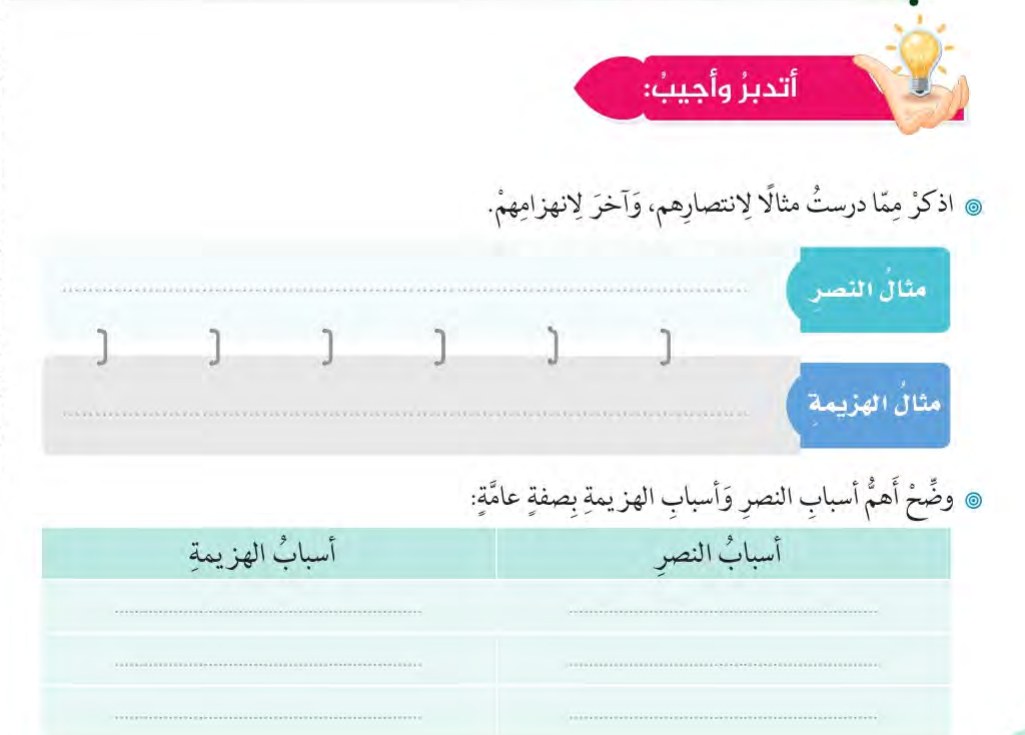 أتدبرُ وأجيبُ:
اذكرْ مِمّا درستُ مثالًا لِانتصارِهم، وَآخرَ لِانهزامِهمْ.
مثالُ النصرِ
مثالُ الهزيمةِ
وضِّحْ أَهمُّ أسبابِ النصرِ وَأسبابِ الهزيمةِ بِصفةٍ عامَّةٍ:
أسبابُ النصرِ أسبابُ الهزيمةِ